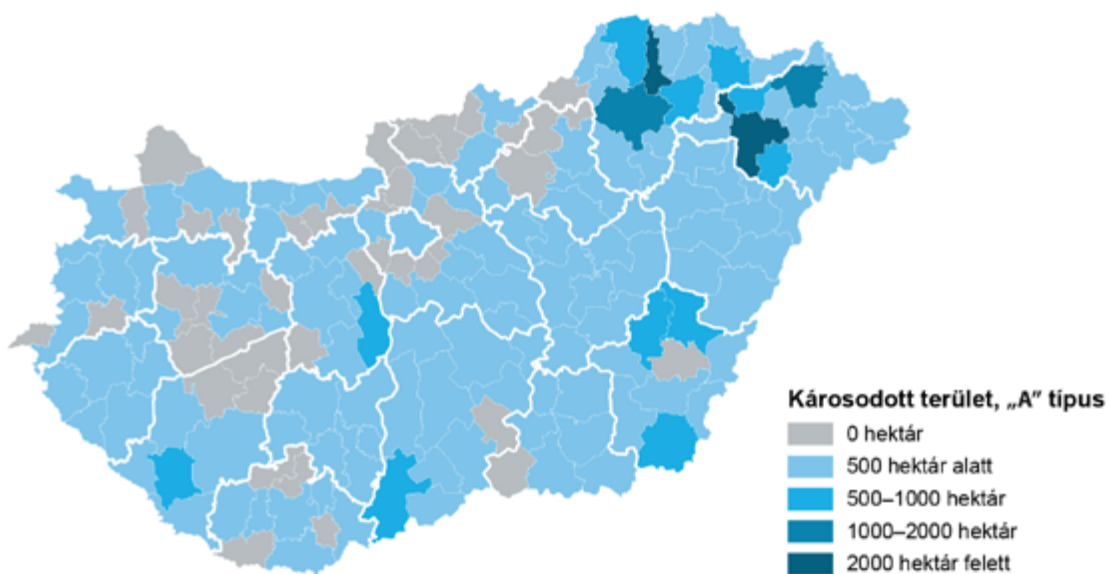 Károsodott terület, „A” típus
0 hektár
500 hektár alatt
500–1000 hektár
1000–2000 hektár
2000 hektár felett